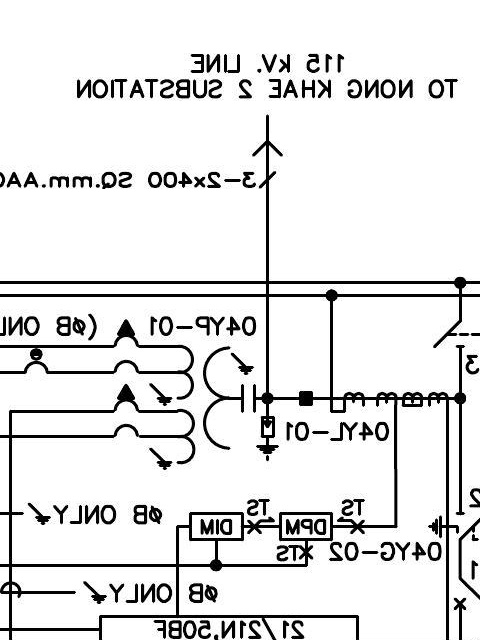 115 kV. LINE
TO NONG KHAE 2 SUBSTATION
3-2x400 SQ.mm.AA
04YP-01 (ØB ONL
3
04YL-01
TS TS
ØB ONLY DIM DPM
2
TS 04YG-02
1
ØB ONLY
21/21N,50BF